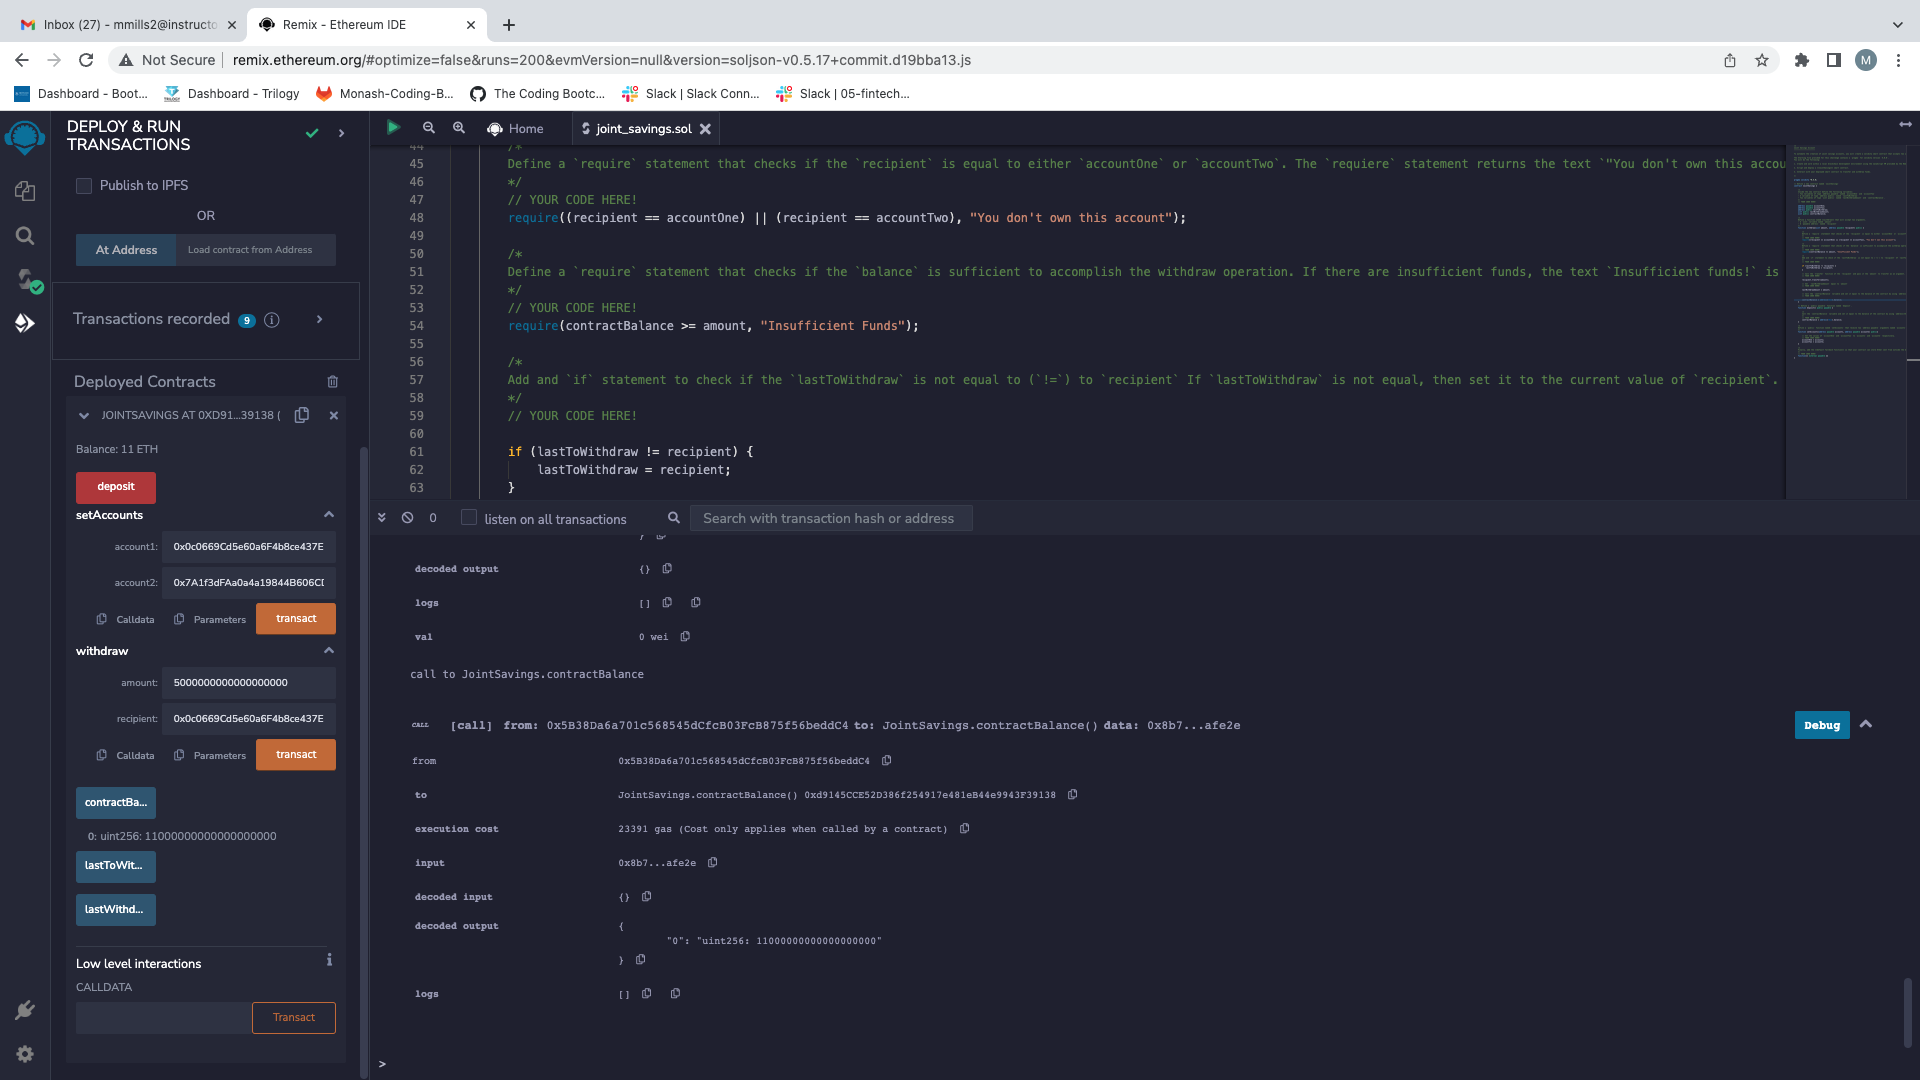 Inbox (27) - mmills2@instructo
Remix - Ethereum IDE
Not Secure
remix.ethereum.org/#optimize=false&runs=200&evmVersion=null&version=soljson-v0.5.17+commit.d19bba13.js
M
Dashboard - Boot...
Dashboard - Trilogy
Monash-Coding-B...
The Coding Bootc...
Slack | Slack Conn...
Slack | 05-fintech...
DEPLOY & RUN
TRANSACTIONS
Publish to IPFS
OR
At Address
Load contract from Address
Transactions recorded 9
Deployed Contracts
JOINTSAVINGS AT 0XD91...39138 (
Balance: 11 ETH
deposit
setAccounts
account1: 0x0c0669Cd5e60a6F4b8ce437E
account2: 0x7A1f3dFAa0a4a19844B606CI
Calldata
Parameters
transact
withdraw
amount: 5000000000000000000
recipient: 0x0c0669Cd5e60a6F4b8ce437E
Calldata
Parameters
transact
contractBa...
0: uint256: 11000000000000000000
lastToWit...
lastWithd...
Low level interactions
CALLDATA
Transact
Home
joint_savings.sol
44 /*
45 Define a `require` statement that checks if the `recipient` is equal to either `accountOne` or `accountTwo`. The `requiere` statement returns the text `"You don't own this accou
46 */
47 // YOUR CODE HERE!
48 require((recipient == accountOne) || (recipient == accountTwo), "You don't own this account");
49
50 /*
51 Define a `require` statement that checks if the `balance` is sufficient to accomplish the withdraw operation. If there are insufficient funds, the text `Insufficient funds!` is
52 */
53 // YOUR CODE HERE!
54 require(contractBalance >= amount, "Insufficient Funds");
55
56 /*
57 Add and `if` statement to check if the `lastToWithdraw` is not equal to (`!=`) to `recipient` If `lastToWithdraw` is not equal, then set it to the current value of `recipient`.
58 */
59 // YOUR CODE HERE!
60
61 if (lastToWithdraw != recipient) {
62 lastToWithdraw = recipient;
63 }
0
listen on all transactions
Search with transaction hash or address
}
decoded output {}
logs []
val 0 wei
call to JointSavings.contractBalance
CALL [call] from: 0x5B38Da6a701c568545dCfcB03FcB875f56beddC4 to: JointSavings.contractBalance() data: 0x8b7...afe2e
Debug
from 0x5B38Da6a701c568545dCfcB03FcB875f56beddC4
to JointSavings.contractBalance() 0xd9145CCE52D386f254917e481eB44e9943F39138
execution cost 23391 gas (Cost only applies when called by a contract)
input 0x8b7...afe2e
decoded input {}
decoded output {
"0": "uint256: 11000000000000000000"
}
logs []
>